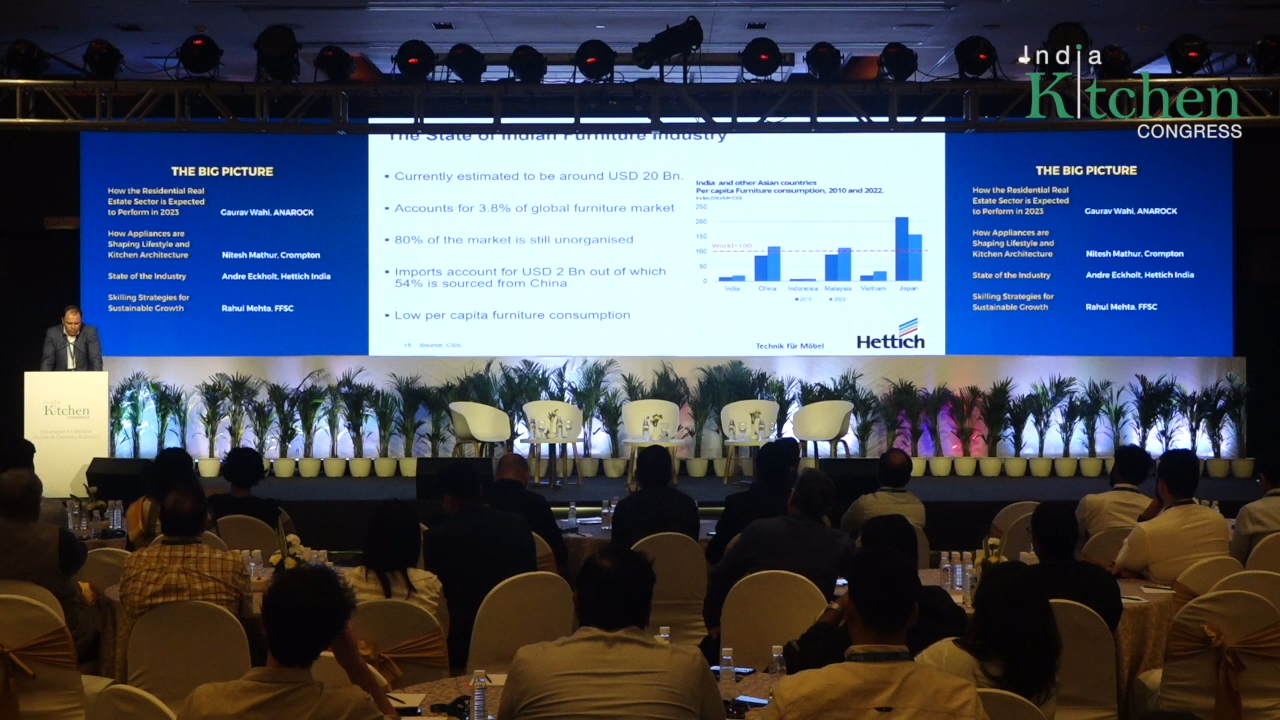 India
Kitchen
CONGRESS
THE BIG PICTURE
How the Residential Real
Estate Sector is Expected
to Perform in 2023
Gaurav Wahi, ANAROCK
How Appliances are
Shaping Lifestyle and
Kitchen Architecture
Nitesh Mathur, Crompton
State of the Industry
Andre Eckholt, Hettich India
Skilling Strategies for
Sustainable Growth
Rahul Mehta, FFSC
The State of Indian Furniture Industry
▪ Currently estimated to be around USD 20 Bn.
▪ Accounts for 3.8% of global furniture market
▪ 80% of the market is still unorganised
▪ Imports account for USD 2 Bn out of which
54% is sourced from China
▪ Low per capita furniture consumption
India and other Asian countries
Per capita Furniture consumption, 2010 and 2022.
250
200
150
100
50
0
World=100
India China Indonesia Malaysia Vietnam Japan
2010 2022
Source: CSIL
Technik für Möbel
Hettich
THE BIG PICTURE
How the Residential Real
Estate Sector is Expected
to Perform in 2023
Gaurav Wahi, ANAROCK
How Appliances are
Shaping Lifestyle and
Kitchen Architecture
Nitesh Mathur, Crompton
State of the Industry
Andre Eckholt, Hettich India
Skilling Strategies for
Sustainable Growth
Rahul Mehta, FFSC
India
Kitchen
CONGRESS